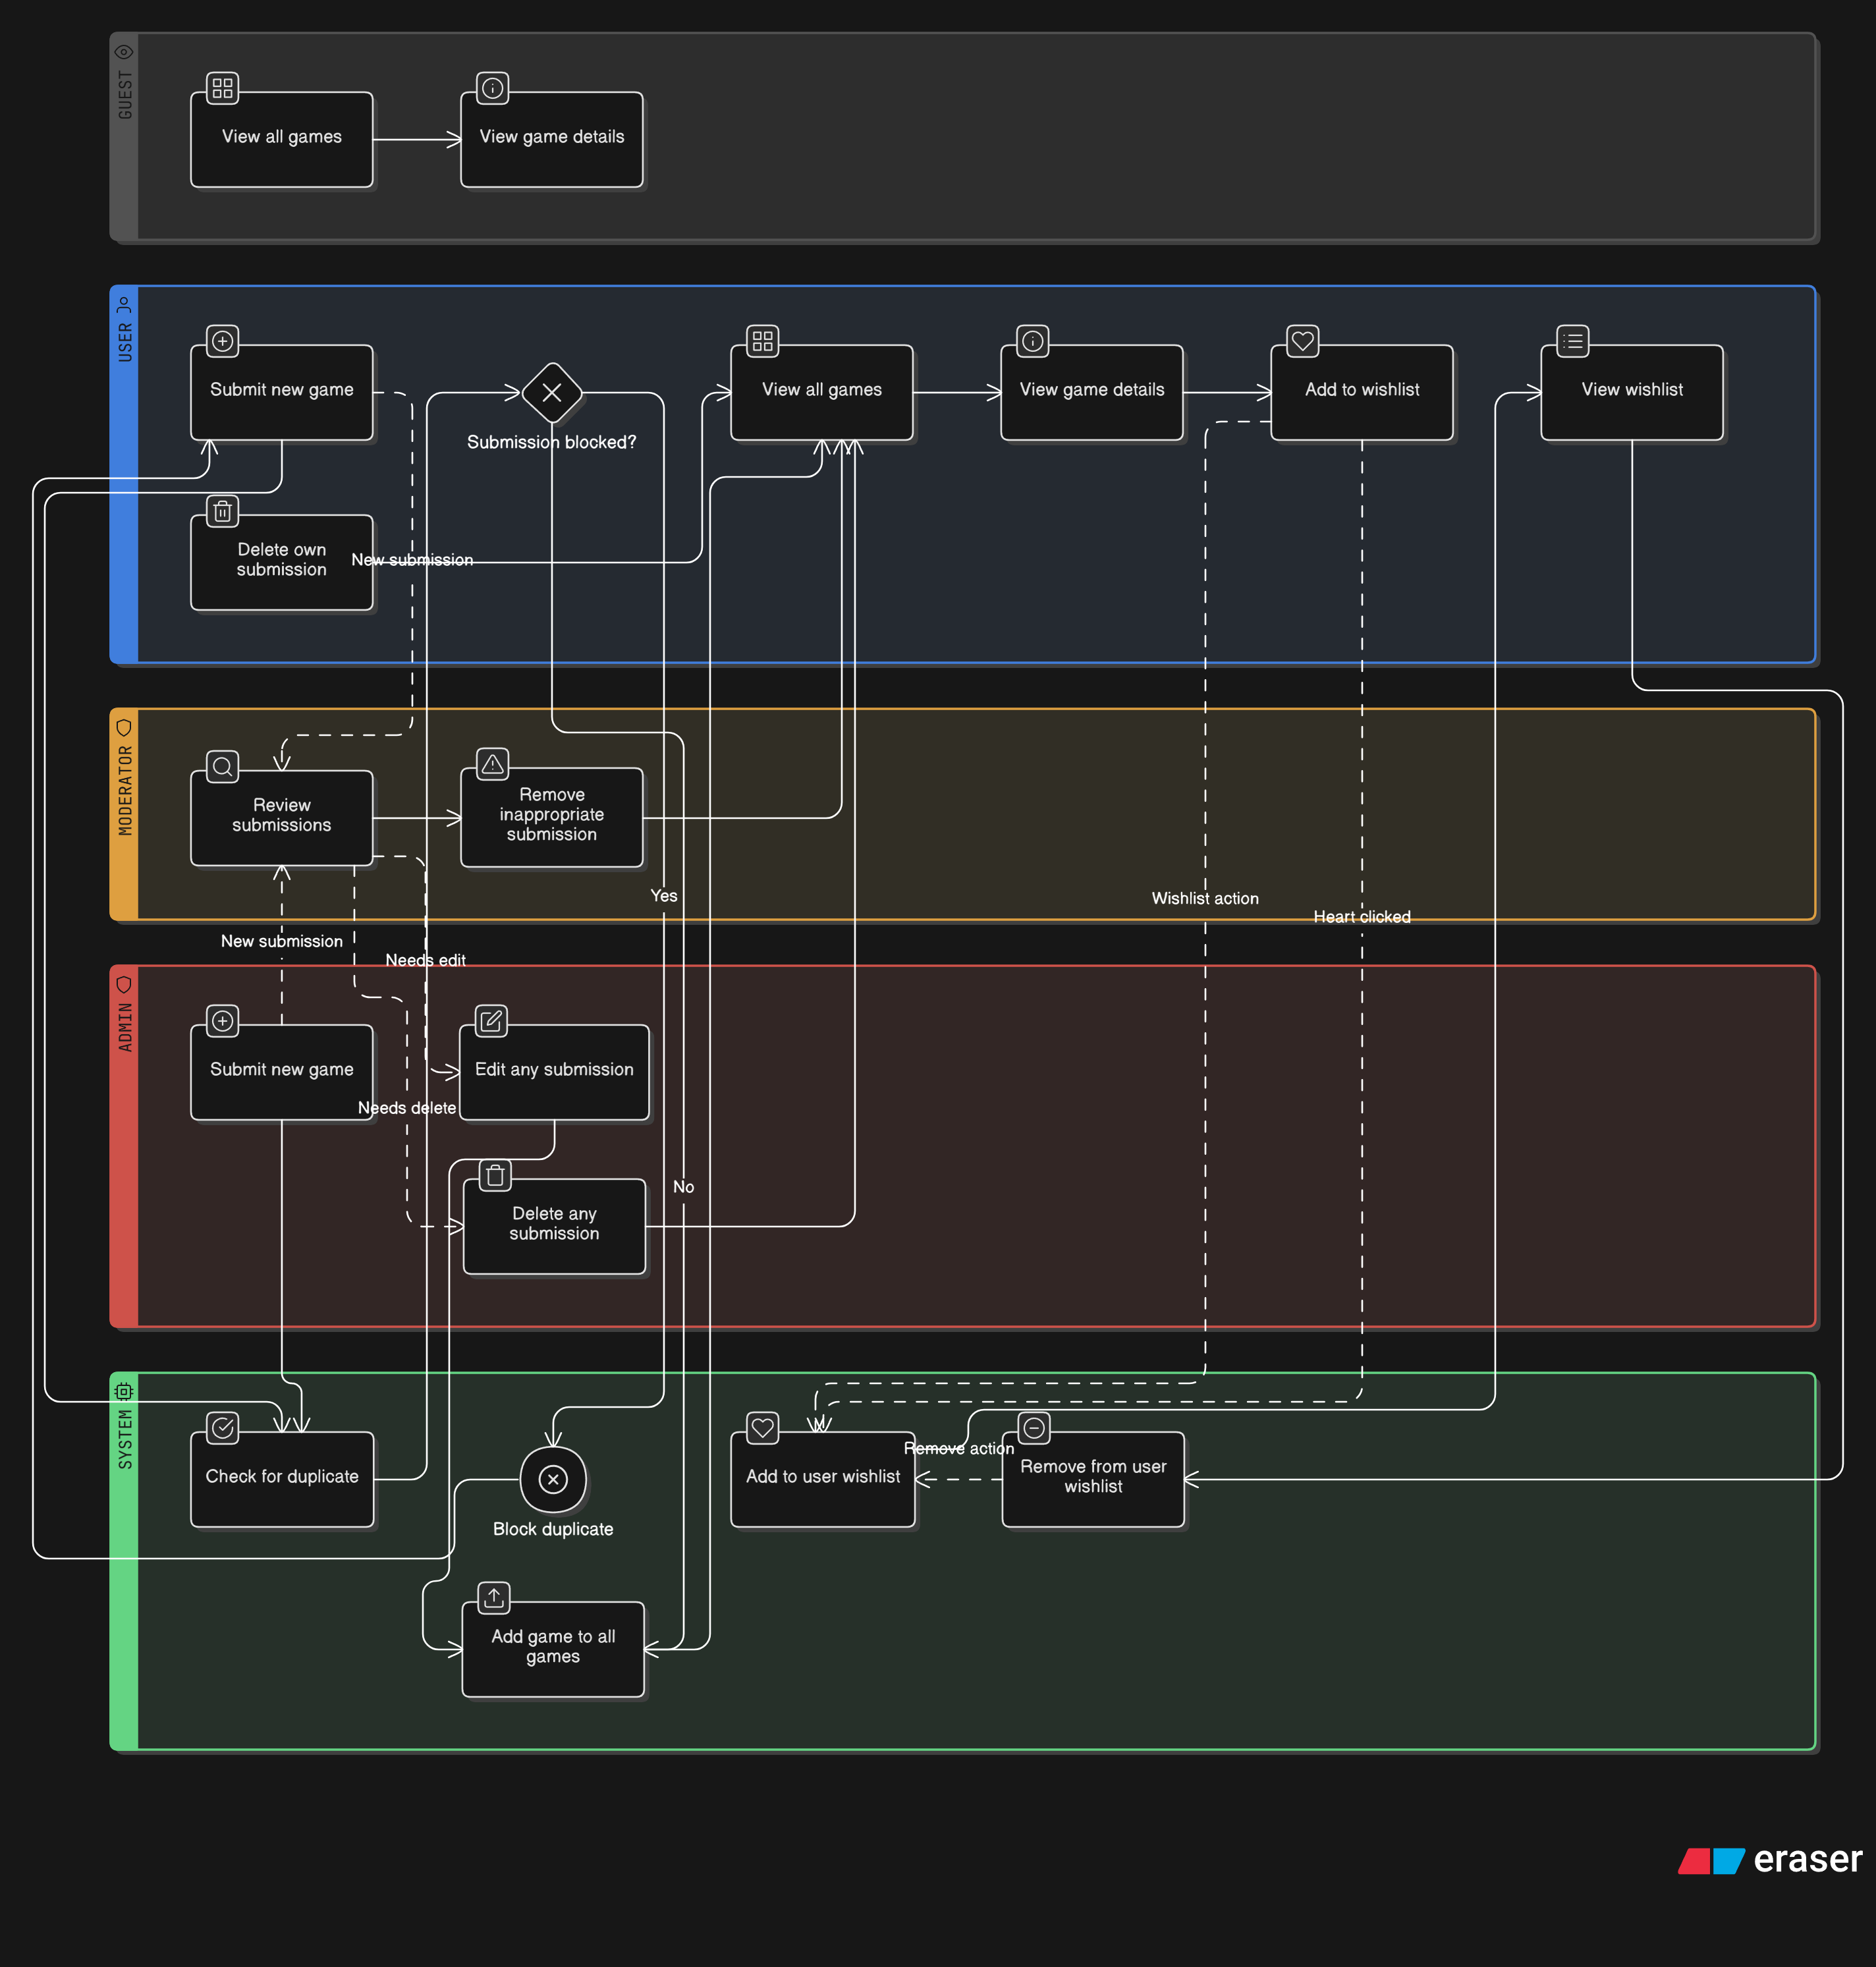 GUEST
View all games
View game details
USER
Submit new game
Submission blocked?
View all games
View game details
Add to wishlist
View wishlist
Delete own
submission
New submission
MODERATOR
Review
submissions
Remove
inappropriate
submission
Yes
Wishlist action
Heart clicked
New submission
Needs edit
ADMIN
Submit new game
Edit any submission
Needs delete
No
Delete any
submission
SYSTEM
Check for duplicate
Block duplicate
Add to user wishlist
Remove action
Remove from user
wishlist
Add game to all
games
eraser